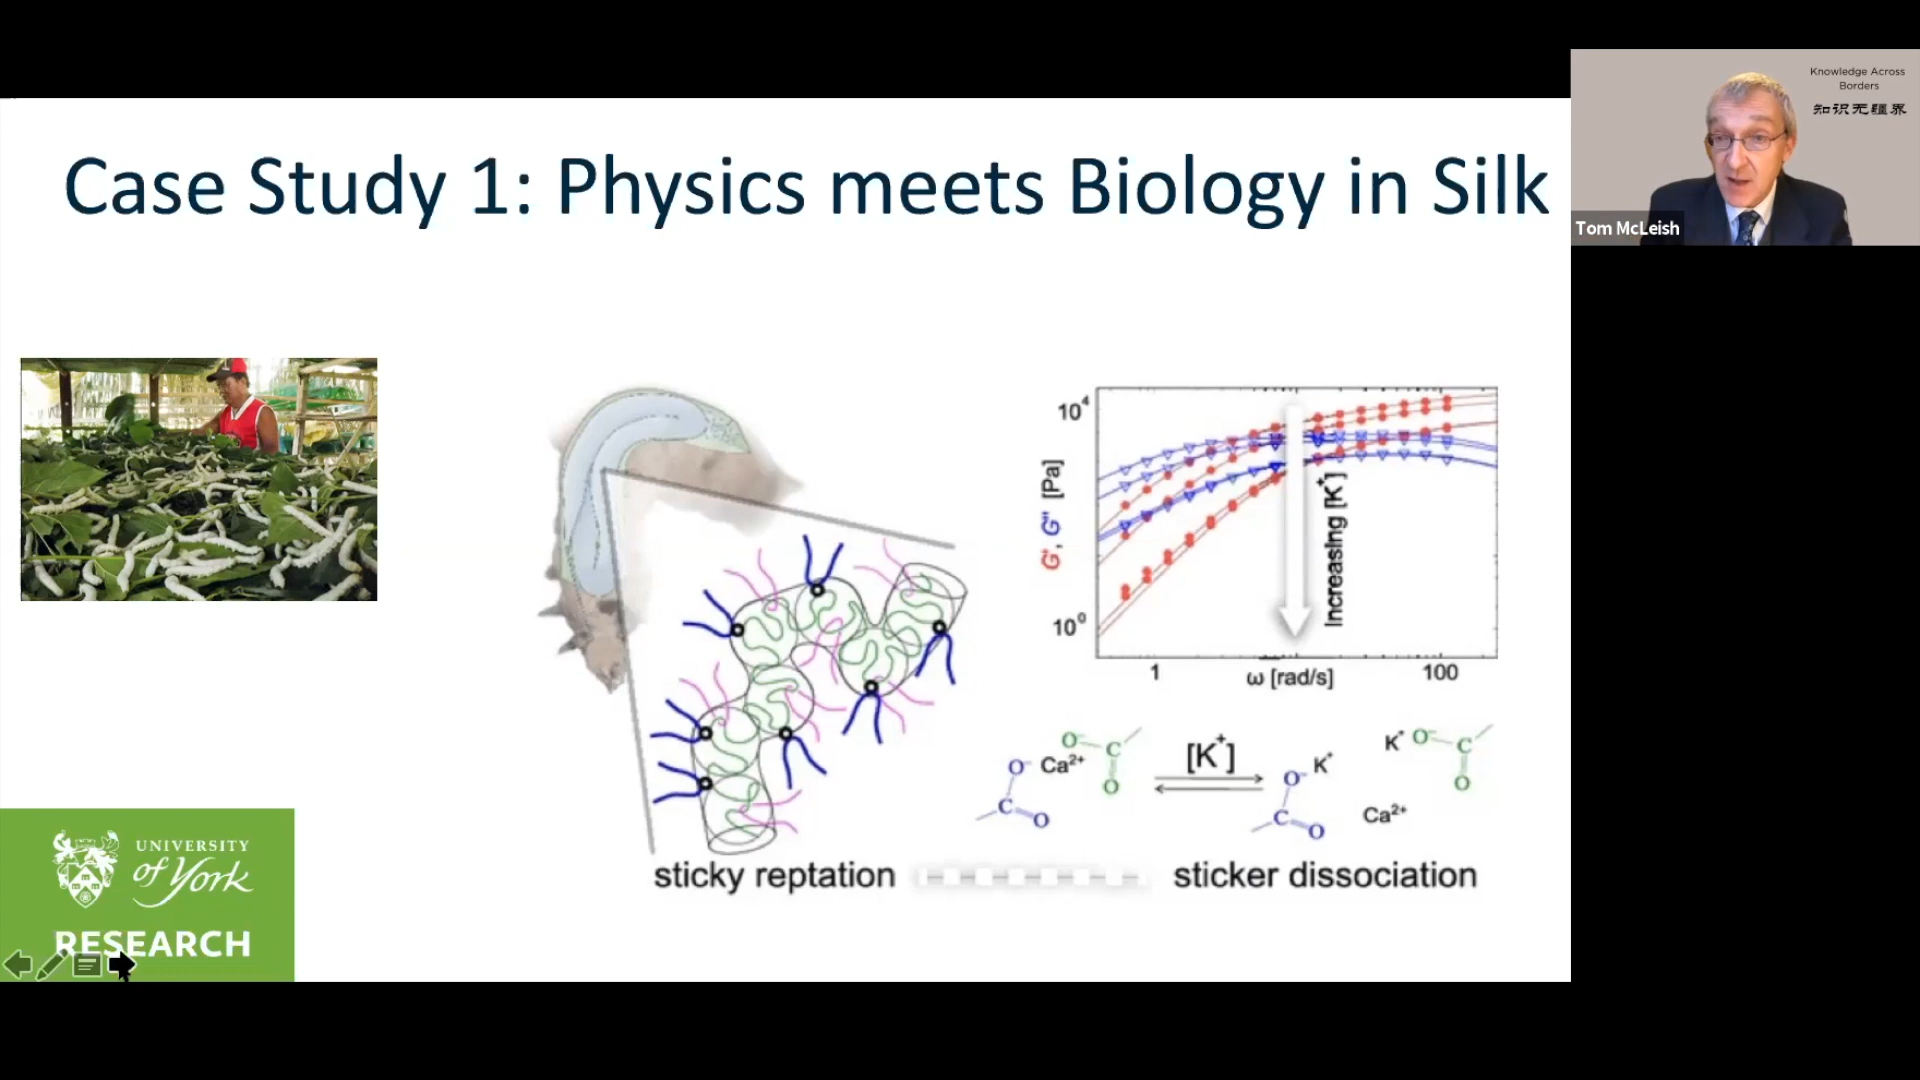 Knowledge Across
Borders
知识无疆界
Tom McLeish
Case Study 1: Physics meets Biology in Silk
10⁴
10⁰
G', G" [Pa]
Increasing [K⁺]
1
100
ω [rad/s]
O⁻ Ca²⁺ O⁻ C O
C O
[K⁺]
O⁻ K⁺
C O
K⁺ O⁻ C O
Ca²⁺
sticky reptation
sticker dissociation
UNIVERSITY
of York
RESEARCH